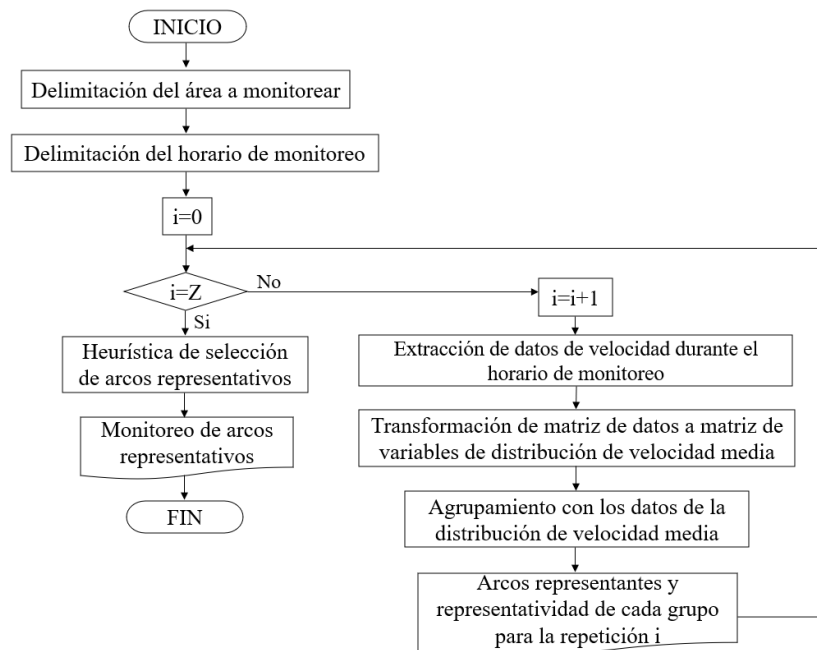 INICIO
Delimitación del área a monitorear
Delimitación del horario de monitoreo
i=0
i=Z
No
Si
Heurística de selección
de arcos representativos
Monitoreo de arcos
representativos
FIN
i=i+1
Extracción de datos de velocidad durante el
horario de monitoreo
Transformación de matriz de datos a matriz de
variables de distribución de velocidad media
Agrupamiento con los datos de la
distribución de velocidad media
Arcos representantes y
representatividad de cada grupo
para la repetición i